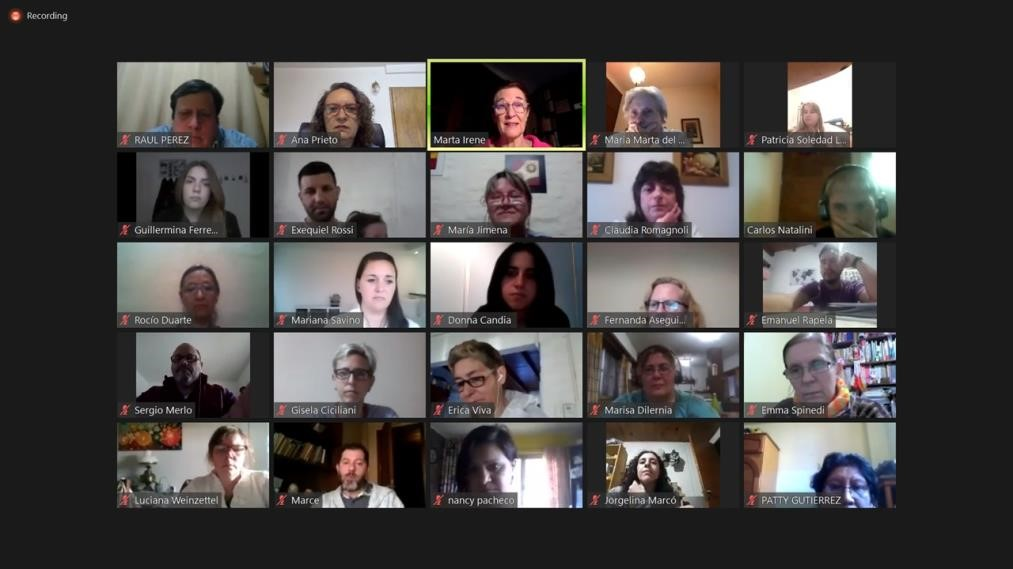 Recording
RAUL PEREZ
Ana Prieto
Marta Irene
María Marta del ...
Patricia Soledad L...
Guillermina Ferre...
Exequiel Rossi
María Jimena
Claudia Romagnoli
Carlos Natalini
Rocío Duarte
Mariana Savino
Donna Candia
Fernanda Asegui...
Emanuel Rapela
Sergio Merlo
Gisela Ciciliani
Erica Viva
Marisa Dilernia
Emma Spinedi
Luciana Weinzettel
Marce
nancy pacheco
Jorgelina Marcó
PATTY GUTIERREZ